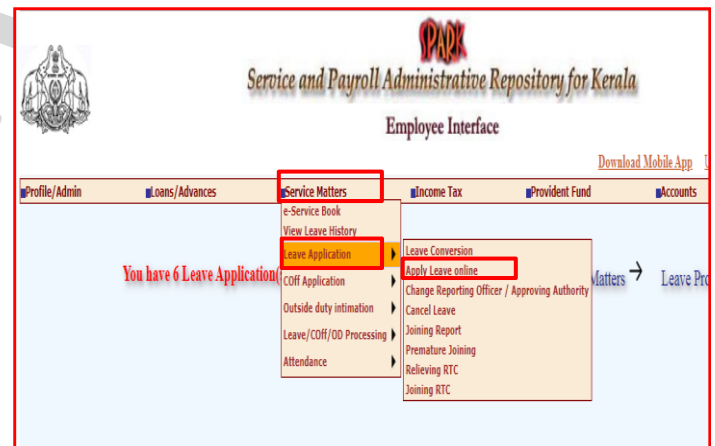 SPARK
Service and Payroll Administrative Repository for Kerala
Employee Interface
Download Mobile App
Profile/Admin Loans/Advances Service Matters Income Tax Provident Fund Accounts
e-Service Book
View Leave History
Leave Application
COff Application
Outside duty intimation
Leave/COff/OD Processing
Attendance
Leave Conversion
Apply Leave online
Change Reporting Officer / Approving Authority
Cancel Leave
Joining Report
Premature Joining
Relieving RTC
Joining RTC
You have 6 Leave Application( Matters → Leave Pro